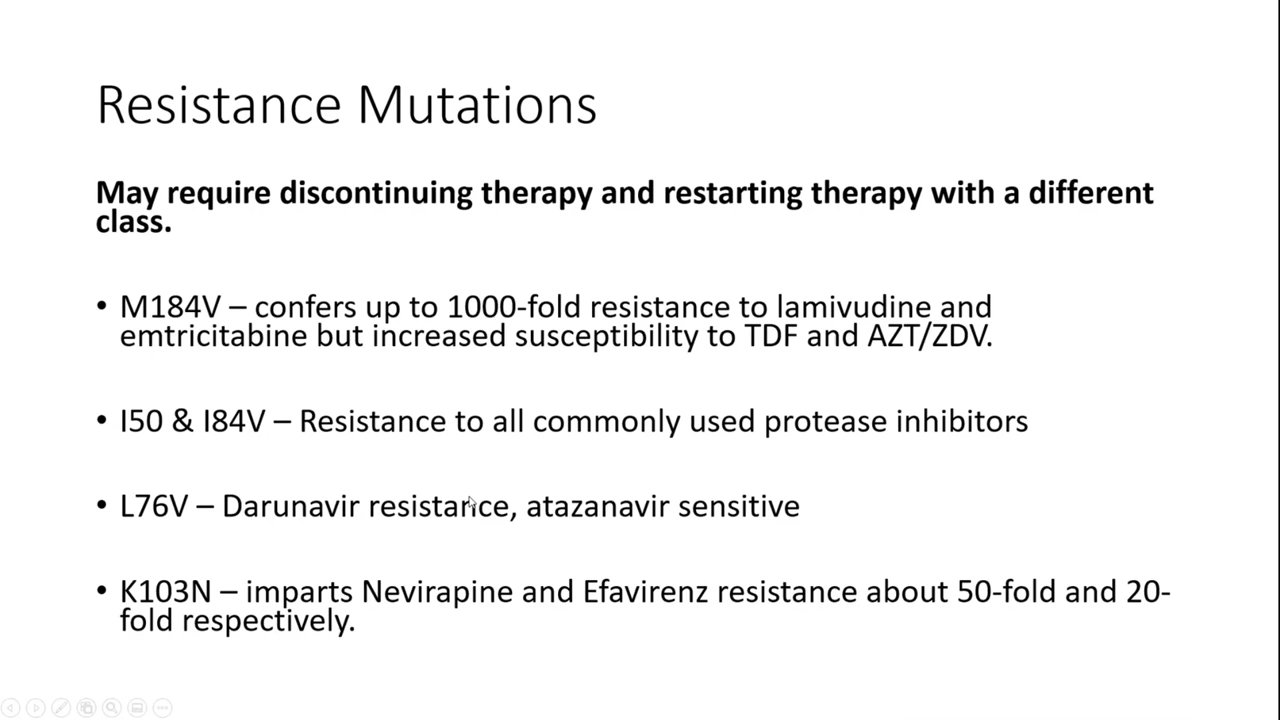 Resistance Mutations
May require discontinuing therapy and restarting therapy with a different
class.
• M184V – confers up to 1000-fold resistance to lamivudine and
emtricitabine but increased susceptibility to TDF and AZT/ZDV.
• I50 & I84V – Resistance to all commonly used protease inhibitors
• L76V – Darunavir resistance, atazanavir sensitive
• K103N – imparts Nevirapine and Efavirenz resistance about 50-fold and 20-
fold respectively.